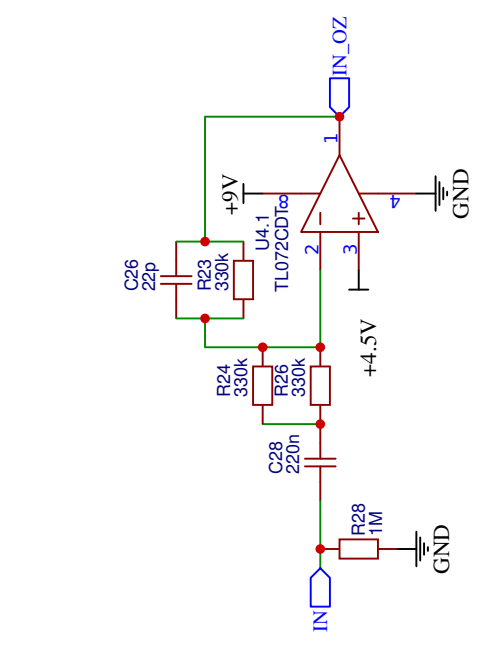 IN
R28
1M
GND
C28
220n
R24
330k
R26
330k
C26
22p
R23
330k
+4.5V
2
3
+9V
U4.1
TL072CDT
8
4
GND
1
IN_OZ